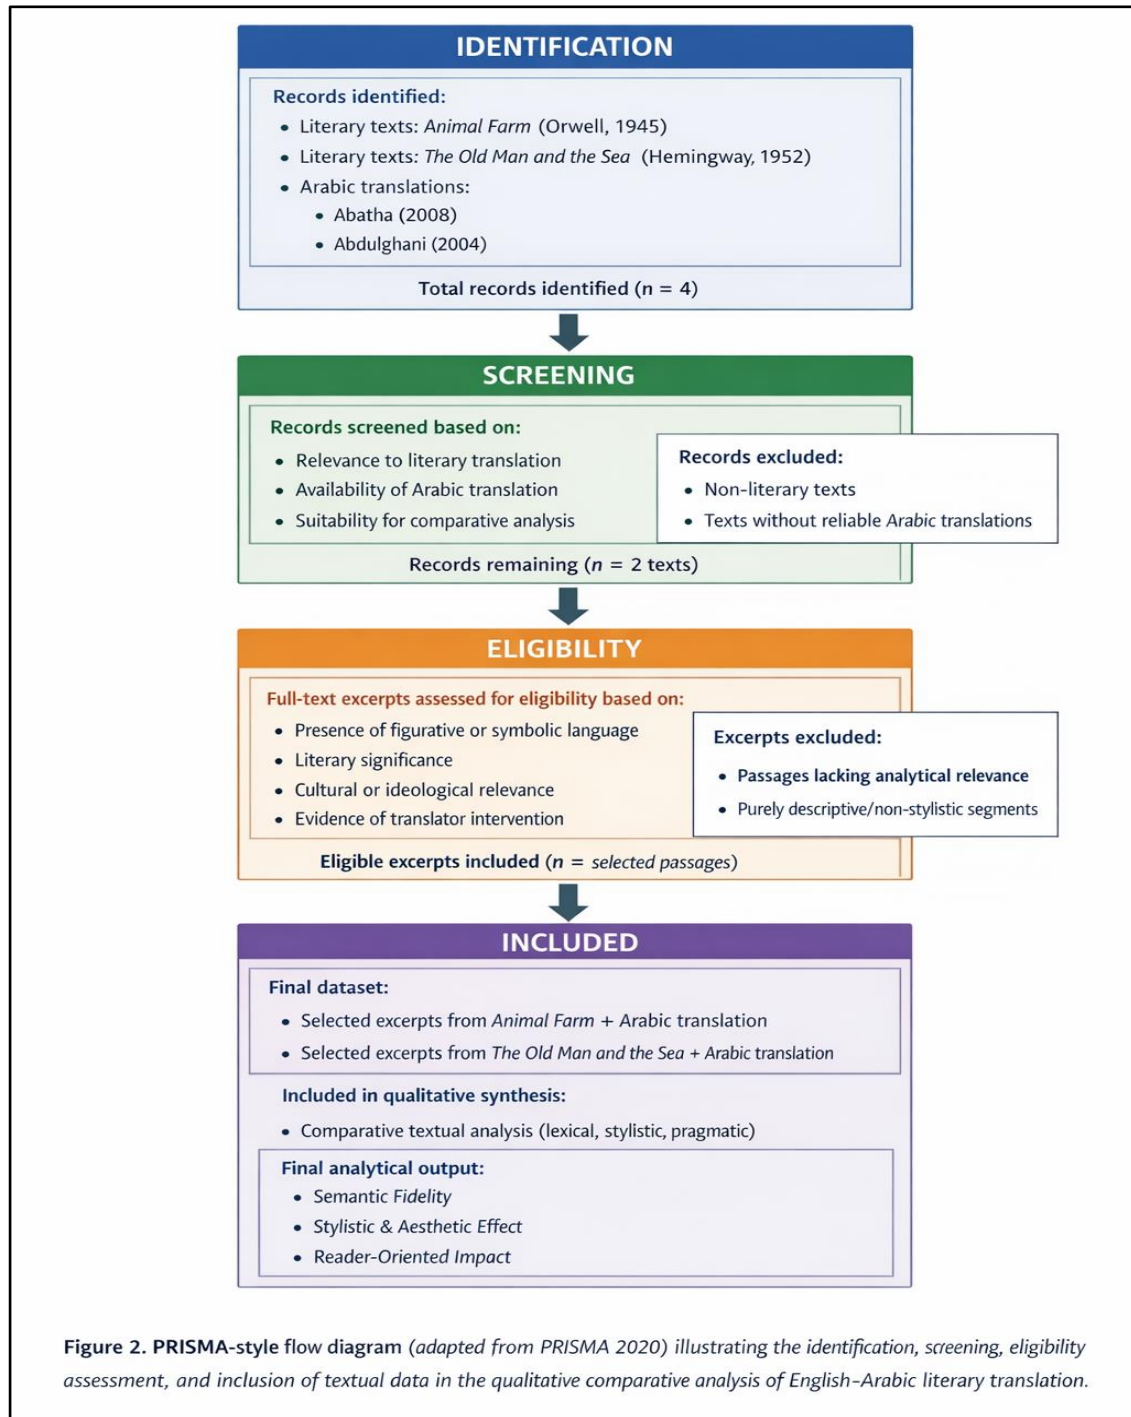 IDENTIFICATION
Records identified:
• Literary texts: Animal Farm (Orwell, 1945)
• Literary texts: The Old Man and the Sea (Hemingway, 1952)
• Arabic translations:
• Abatha (2008)
• Abdulghani (2004)
Total records identified (n = 4)
SCREENING
Records screened based on:
• Relevance to literary translation
• Availability of Arabic translation
• Suitability for comparative analysis
Records excluded:
• Non-literary texts
• Texts without reliable Arabic translations
Records remaining (n = 2 texts)
ELIGIBILITY
Full-text excerpts assessed for eligibility based on:
• Presence of figurative or symbolic language
• Literary significance
• Cultural or ideological relevance
• Evidence of translator intervention
Excerpts excluded:
• Passages lacking analytical relevance
• Purely descriptive/non-stylistic segments
Eligible excerpts included (n = selected passages)
INCLUDED
Final dataset:
• Selected excerpts from Animal Farm + Arabic translation
• Selected excerpts from The Old Man and the Sea + Arabic translation
Included in qualitative synthesis:
• Comparative textual analysis (lexical, stylistic, pragmatic)
Final analytical output:
• Semantic Fidelity
• Stylistic & Aesthetic Effect
• Reader-Oriented Impact
Figure 2. PRISMA-style flow diagram (adapted from PRISMA 2020) illustrating the identification, screening, eligibility
assessment, and inclusion of textual data in the qualitative comparative analysis of English–Arabic literary translation.